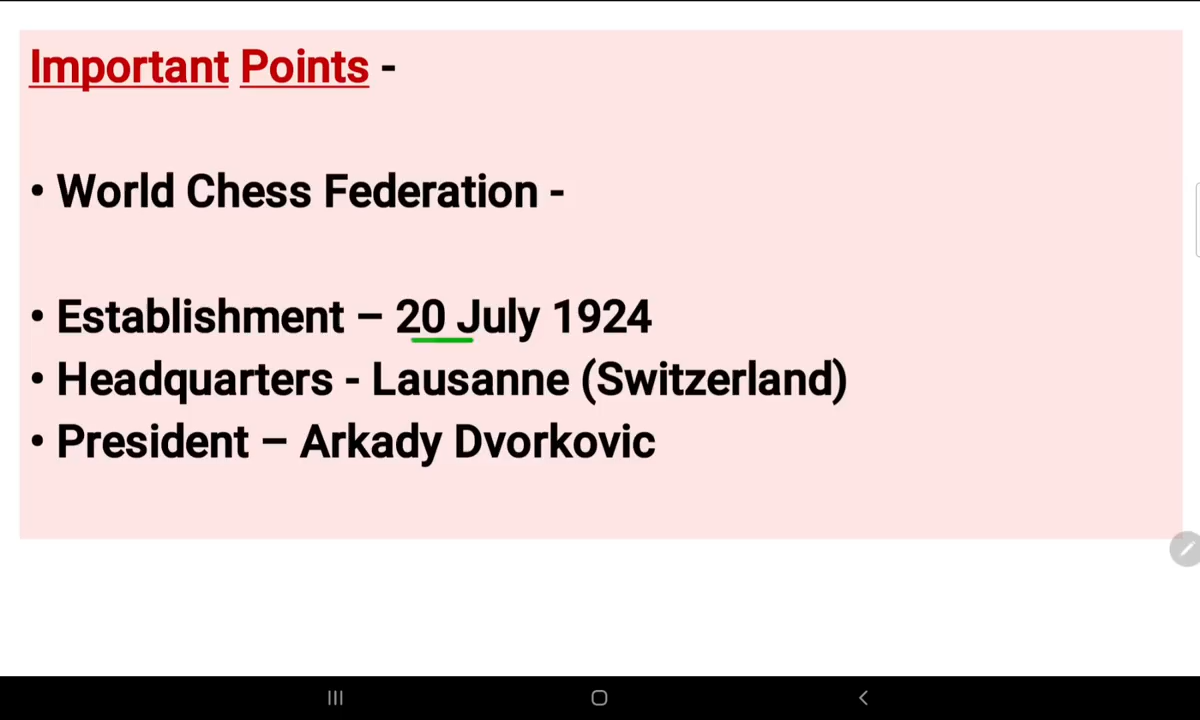 Important Points -
• World Chess Federation -
• Establishment – 20 July 1924
• Headquarters - Lausanne (Switzerland)
• President – Arkady Dvorkovic